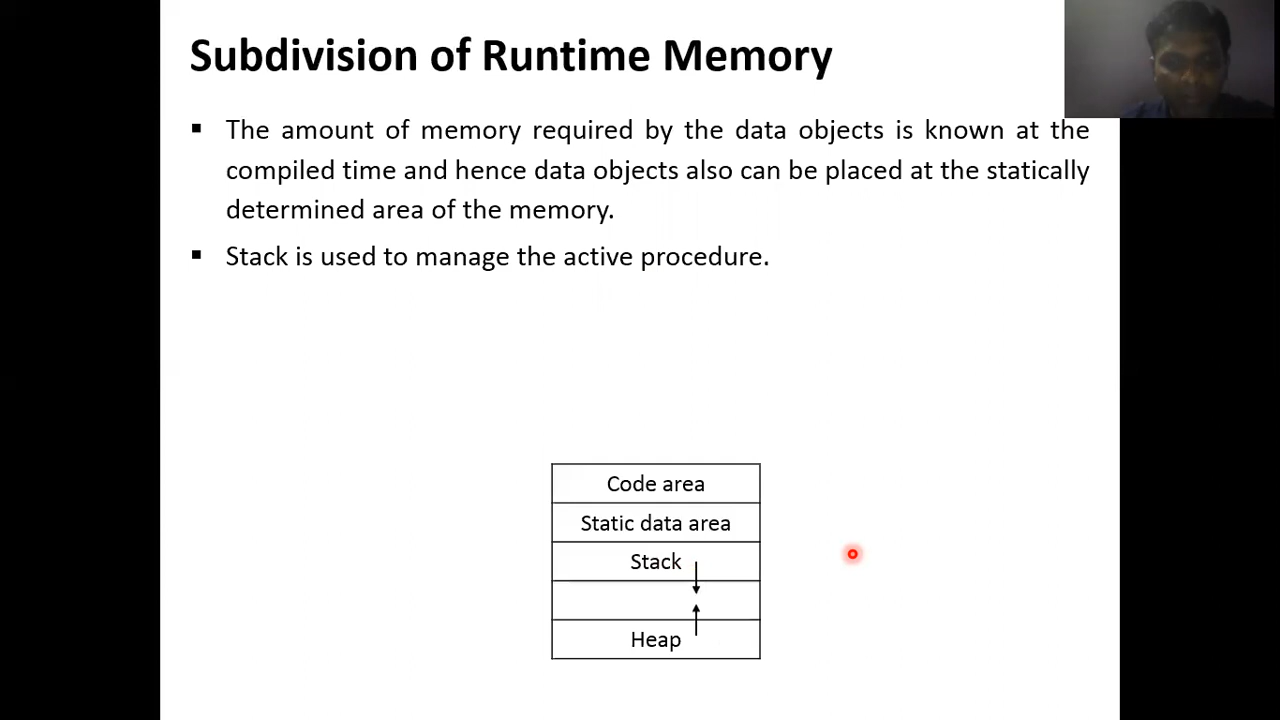 Subdivision of Runtime Memory
▪ The amount of memory required by the data objects is known at the
compiled time and hence data objects also can be placed at the statically
determined area of the memory.
▪ Stack is used to manage the active procedure.
Code area
Static data area
Stack
Heap